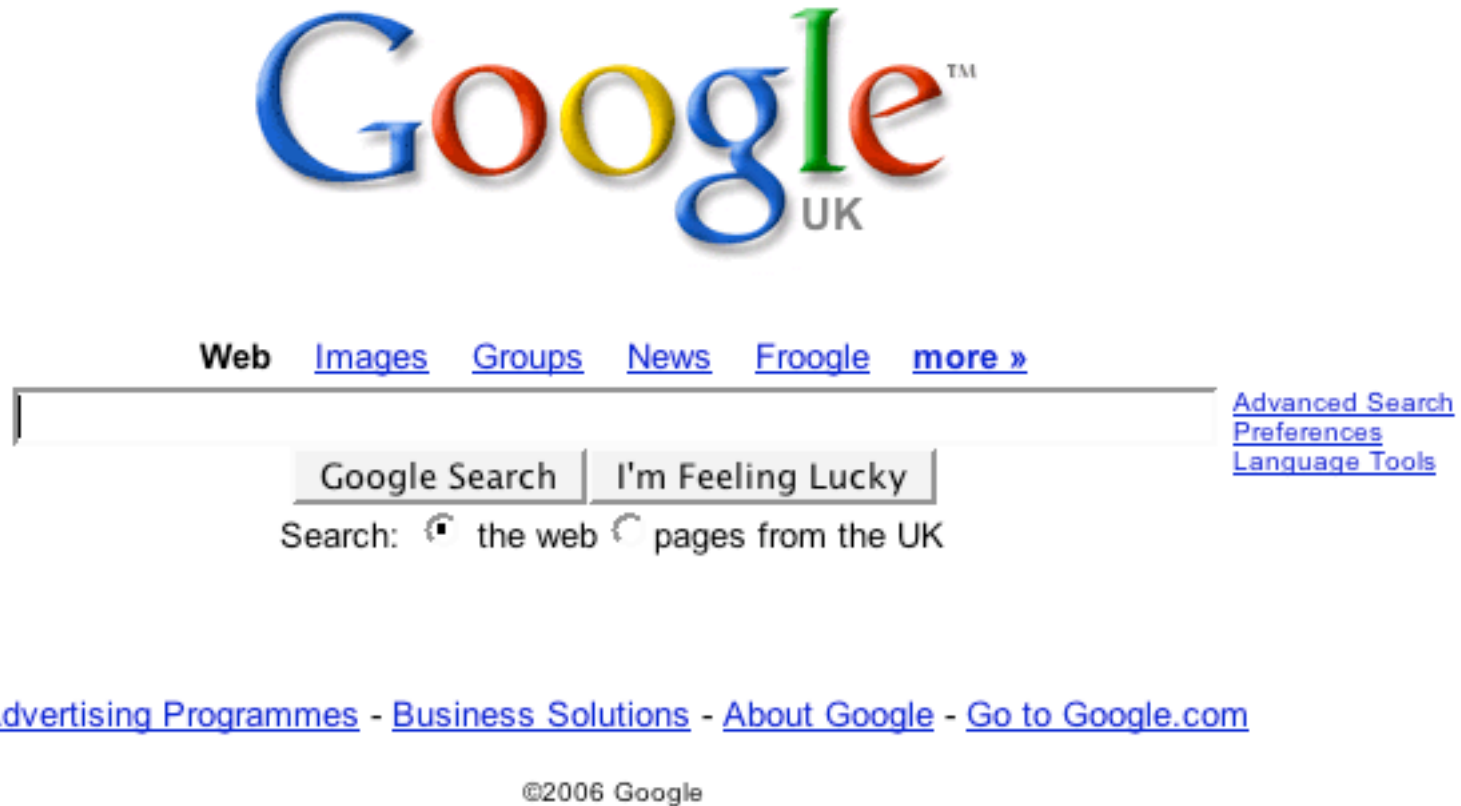 Google™
UK
Web Images Groups News Froogle more »
Advanced Search
Preferences
Language Tools
Google Search I'm Feeling Lucky
Search: the web pages from the UK
dvertising Programmes - Business Solutions - About Google - Go to Google.com
©2006 Google